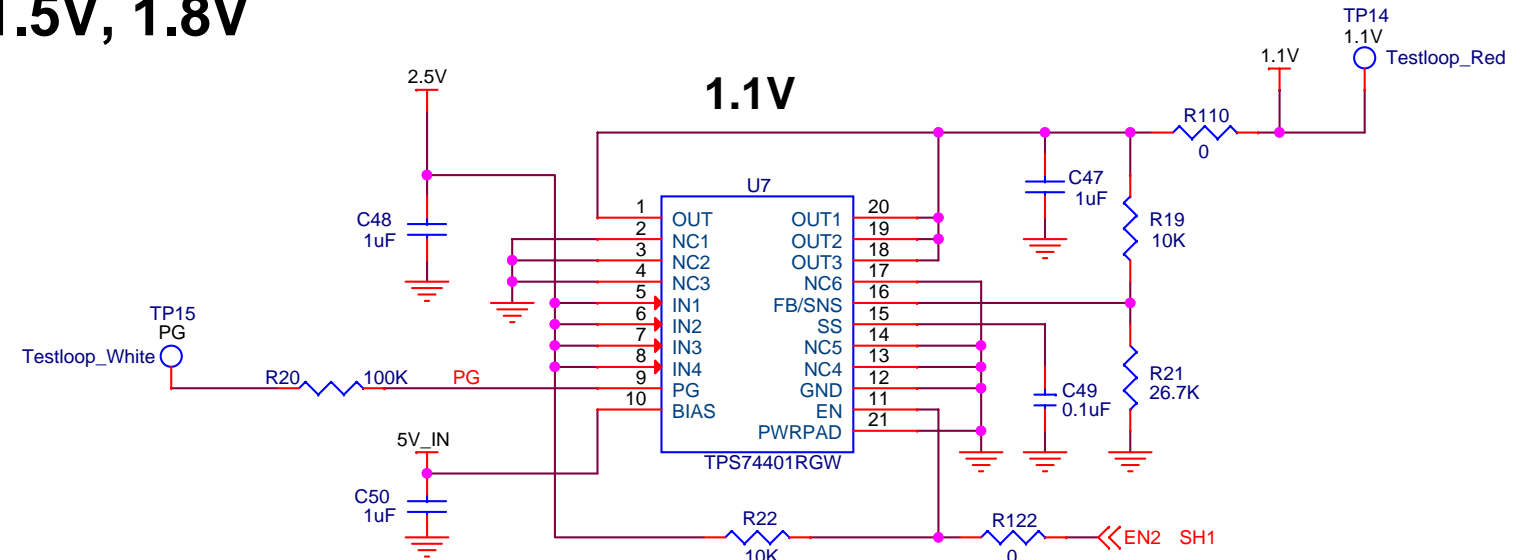 1.5V, 1.8V
TP14
1.1V
Testloop_Red
1.1V
2.5V
1.1V
R110
0
C47
1uF
R19
10K
C48
1uF
U7
1 OUT
2 NC1
3 NC2
4 NC3
5 IN1
6 IN2
7 IN3
8 IN4
9 PG
10 BIAS
OUT1 20
OUT2 19
OUT3 18
NC6 17
FB/SNS 16
SS 15
NC5 14
NC4 13
GND 12
EN 11
PWRPAD 21
TPS74401RGW
TP15
PG
Testloop_White
R20 100K PG
C49
0.1uF
R21
26.7K
5V_IN
C50
1uF
R22
10K
R122
0
EN2 SH1